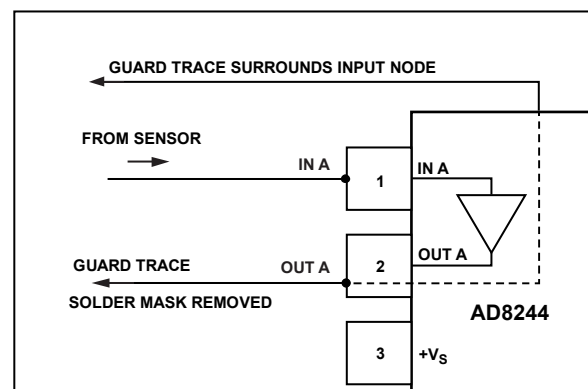 GUARD TRACE SURROUNDS INPUT NODE
FROM SENSOR
IN A
1
IN A
GUARD TRACE
OUT A
2
OUT A
SOLDER MASK REMOVED
AD8244
3
+VS